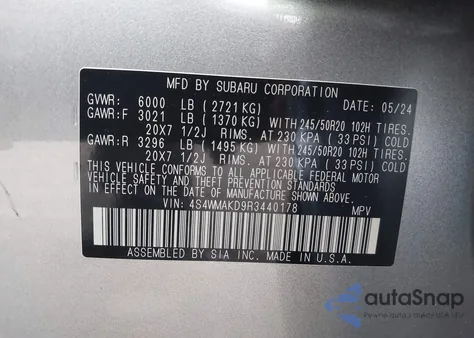 MFD BY SUBARU CORPORATION
GVWR: 6000 LB (2721 KG) DATE: 05/24
GAWR:F 3021 LB (1370 KG) WITH 245/50R20 102H TIRES.
20X7 1/2J RIMS. AT 230 KPA (33 PSI) COLD
GAWR:R 3296 LB (1495 KG) WITH 245/50R20 102H TIRES.
20X7 1/2J RIMS. AT 230 KPA (33 PSI) COLD
THIS VEHICLE CONFORMS TO ALL APPLICABLE FEDERAL MOTOR
VEHICLE SAFETY AND THEFT PREVENTION STANDARDS IN EFFECT
ON THE DATE OF MANUFACTURE SHOWN ABOVE.
VIN: 4S4WMAKD9R3440178 MPV
ASSEMBLED BY SIA INC. IN U.S.A.
autoSnap